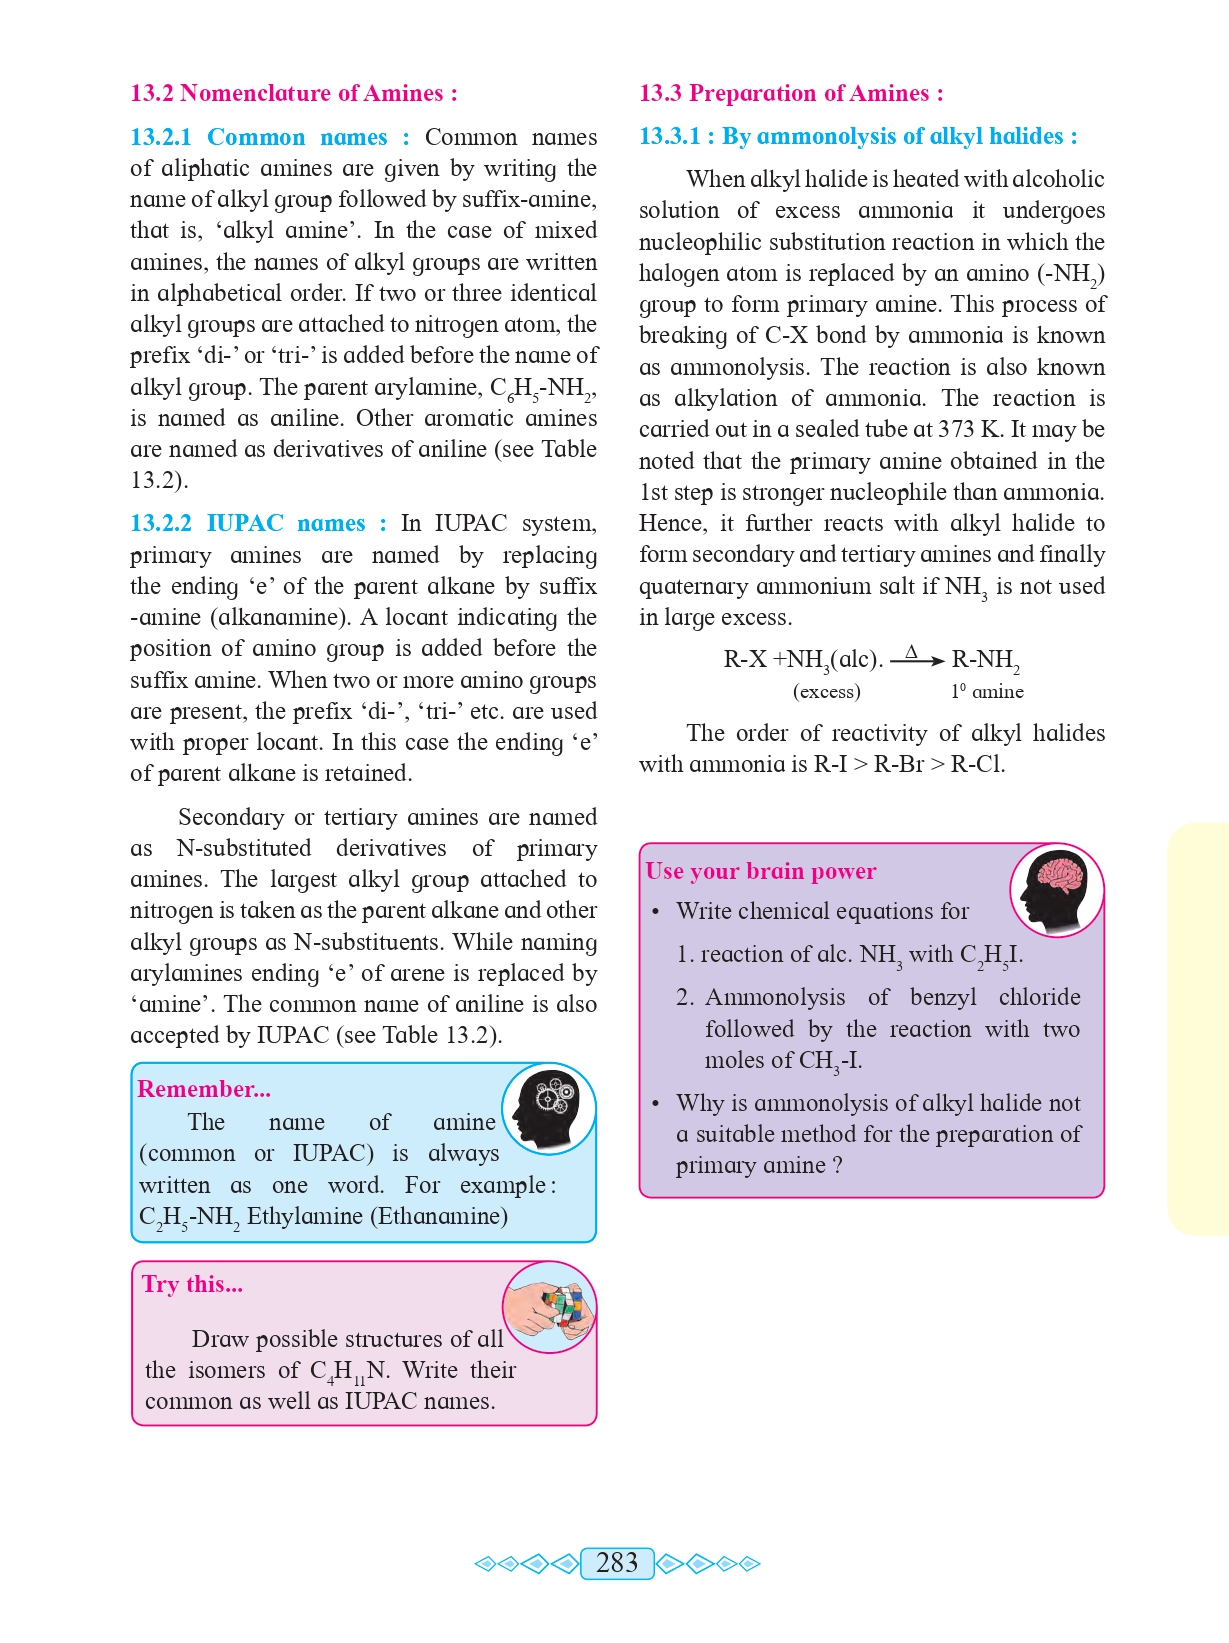 13.2 Nomenclature of Amines :
13.2.1 Common names : Common names
of aliphatic amines are given by writing the
name of alkyl group followed by suffix-amine,
that is, ‘alkyl amine’. In the case of mixed
amines, the names of alkyl groups are written
in alphabetical order. If two or three identical
alkyl groups are attached to nitrogen atom, the
prefix ‘di-’ or ‘tri-’ is added before the name of
alkyl group. The parent arylamine, C₆H₅-NH₂,
is named as aniline. Other aromatic amines
are named as derivatives of aniline (see Table
13.2).
13.2.2 IUPAC names : In IUPAC system,
primary amines are named by replacing
the ending ‘e’ of the parent alkane by suffix
-amine (alkanamine). A locant indicating the
position of amino group is added before the
suffix amine. When two or more amino groups
are present, the prefix ‘di-’, ‘tri-’ etc. are used
with proper locant. In this case the ending ‘e’
of parent alkane is retained.
Secondary or tertiary amines are named
as N-substituted derivatives of primary
amines. The largest alkyl group attached to
nitrogen is taken as the parent alkane and other
alkyl groups as N-substituents. While naming
arylamines ending ‘e’ of arene is replaced by
‘amine’. The common name of aniline is also
accepted by IUPAC (see Table 13.2).
Remember...
The name of amine
(common or IUPAC) is always
written as one word. For example :
C₂H₅-NH₂ Ethylamine (Ethanamine)
Try this...
Draw possible structures of all
the isomers of C₄H₁₁N. Write their
common as well as IUPAC names.
13.3 Preparation of Amines :
13.3.1 : By ammonolysis of alkyl halides :
When alkyl halide is heated with alcoholic
solution of excess ammonia it undergoes
nucleophilic substitution reaction in which the
halogen atom is replaced by an amino (-NH₂)
group to form primary amine. This process of
breaking of C-X bond by ammonia is known
as ammonolysis. The reaction is also known
as alkylation of ammonia. The reaction is
carried out in a sealed tube at 373 K. It may be
noted that the primary amine obtained in the
1st step is stronger nucleophile than ammonia.
Hence, it further reacts with alkyl halide to
form secondary and tertiary amines and finally
quaternary ammonium salt if NH₃ is not used
in large excess.
R-X +NH₃(alc). Δ⟶ R-NH₂
(excess) 1⁰ amine
The order of reactivity of alkyl halides
with ammonia is R-I > R-Br > R-Cl.
Use your brain power
• Write chemical equations for
1. reaction of alc. NH₃ with C₂H₅I.
2. Ammonolysis of benzyl chloride
followed by the reaction with two
moles of CH₃-I.
• Why is ammonolysis of alkyl halide not
a suitable method for the preparation of
primary amine ?
283